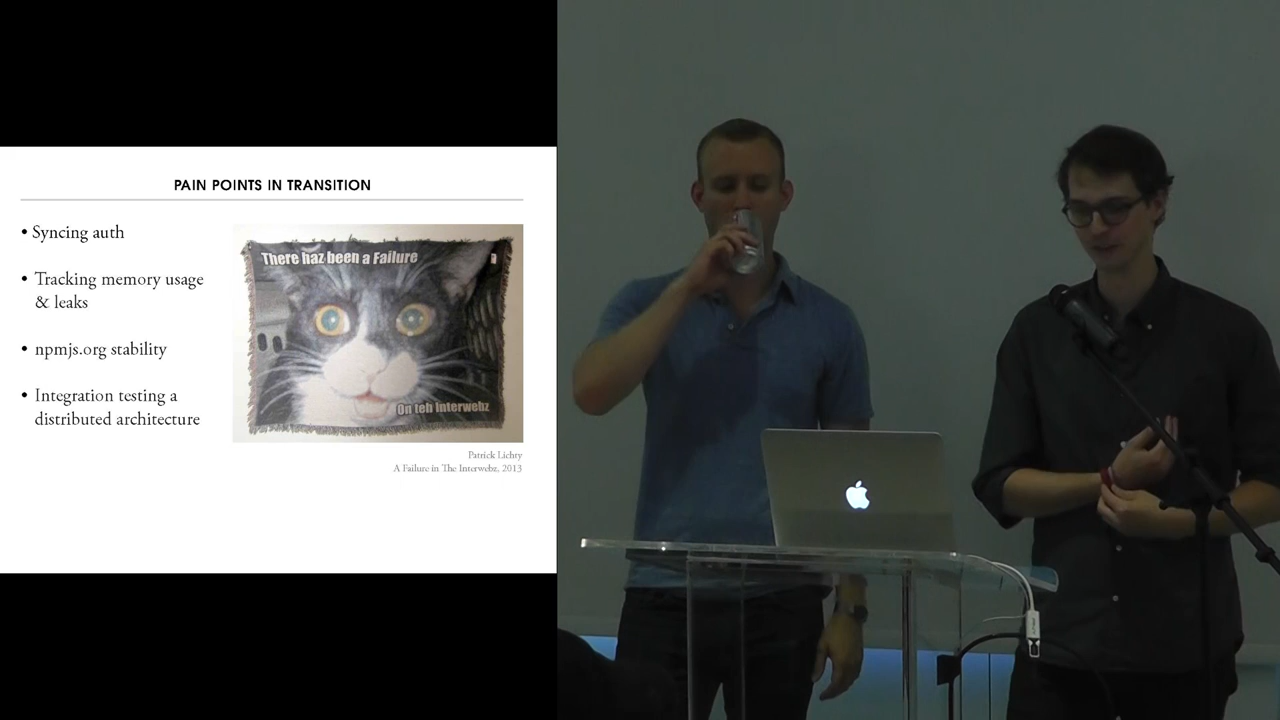 PAIN POINTS IN TRANSITION
• Syncing auth
• Tracking memory usage
& leaks
• npmjs.org stability
• Integration testing a
distributed architecture
There haz been a Failure
On teh Interwebz
Patrick Lichty
A Failure in The Interwebz, 2013